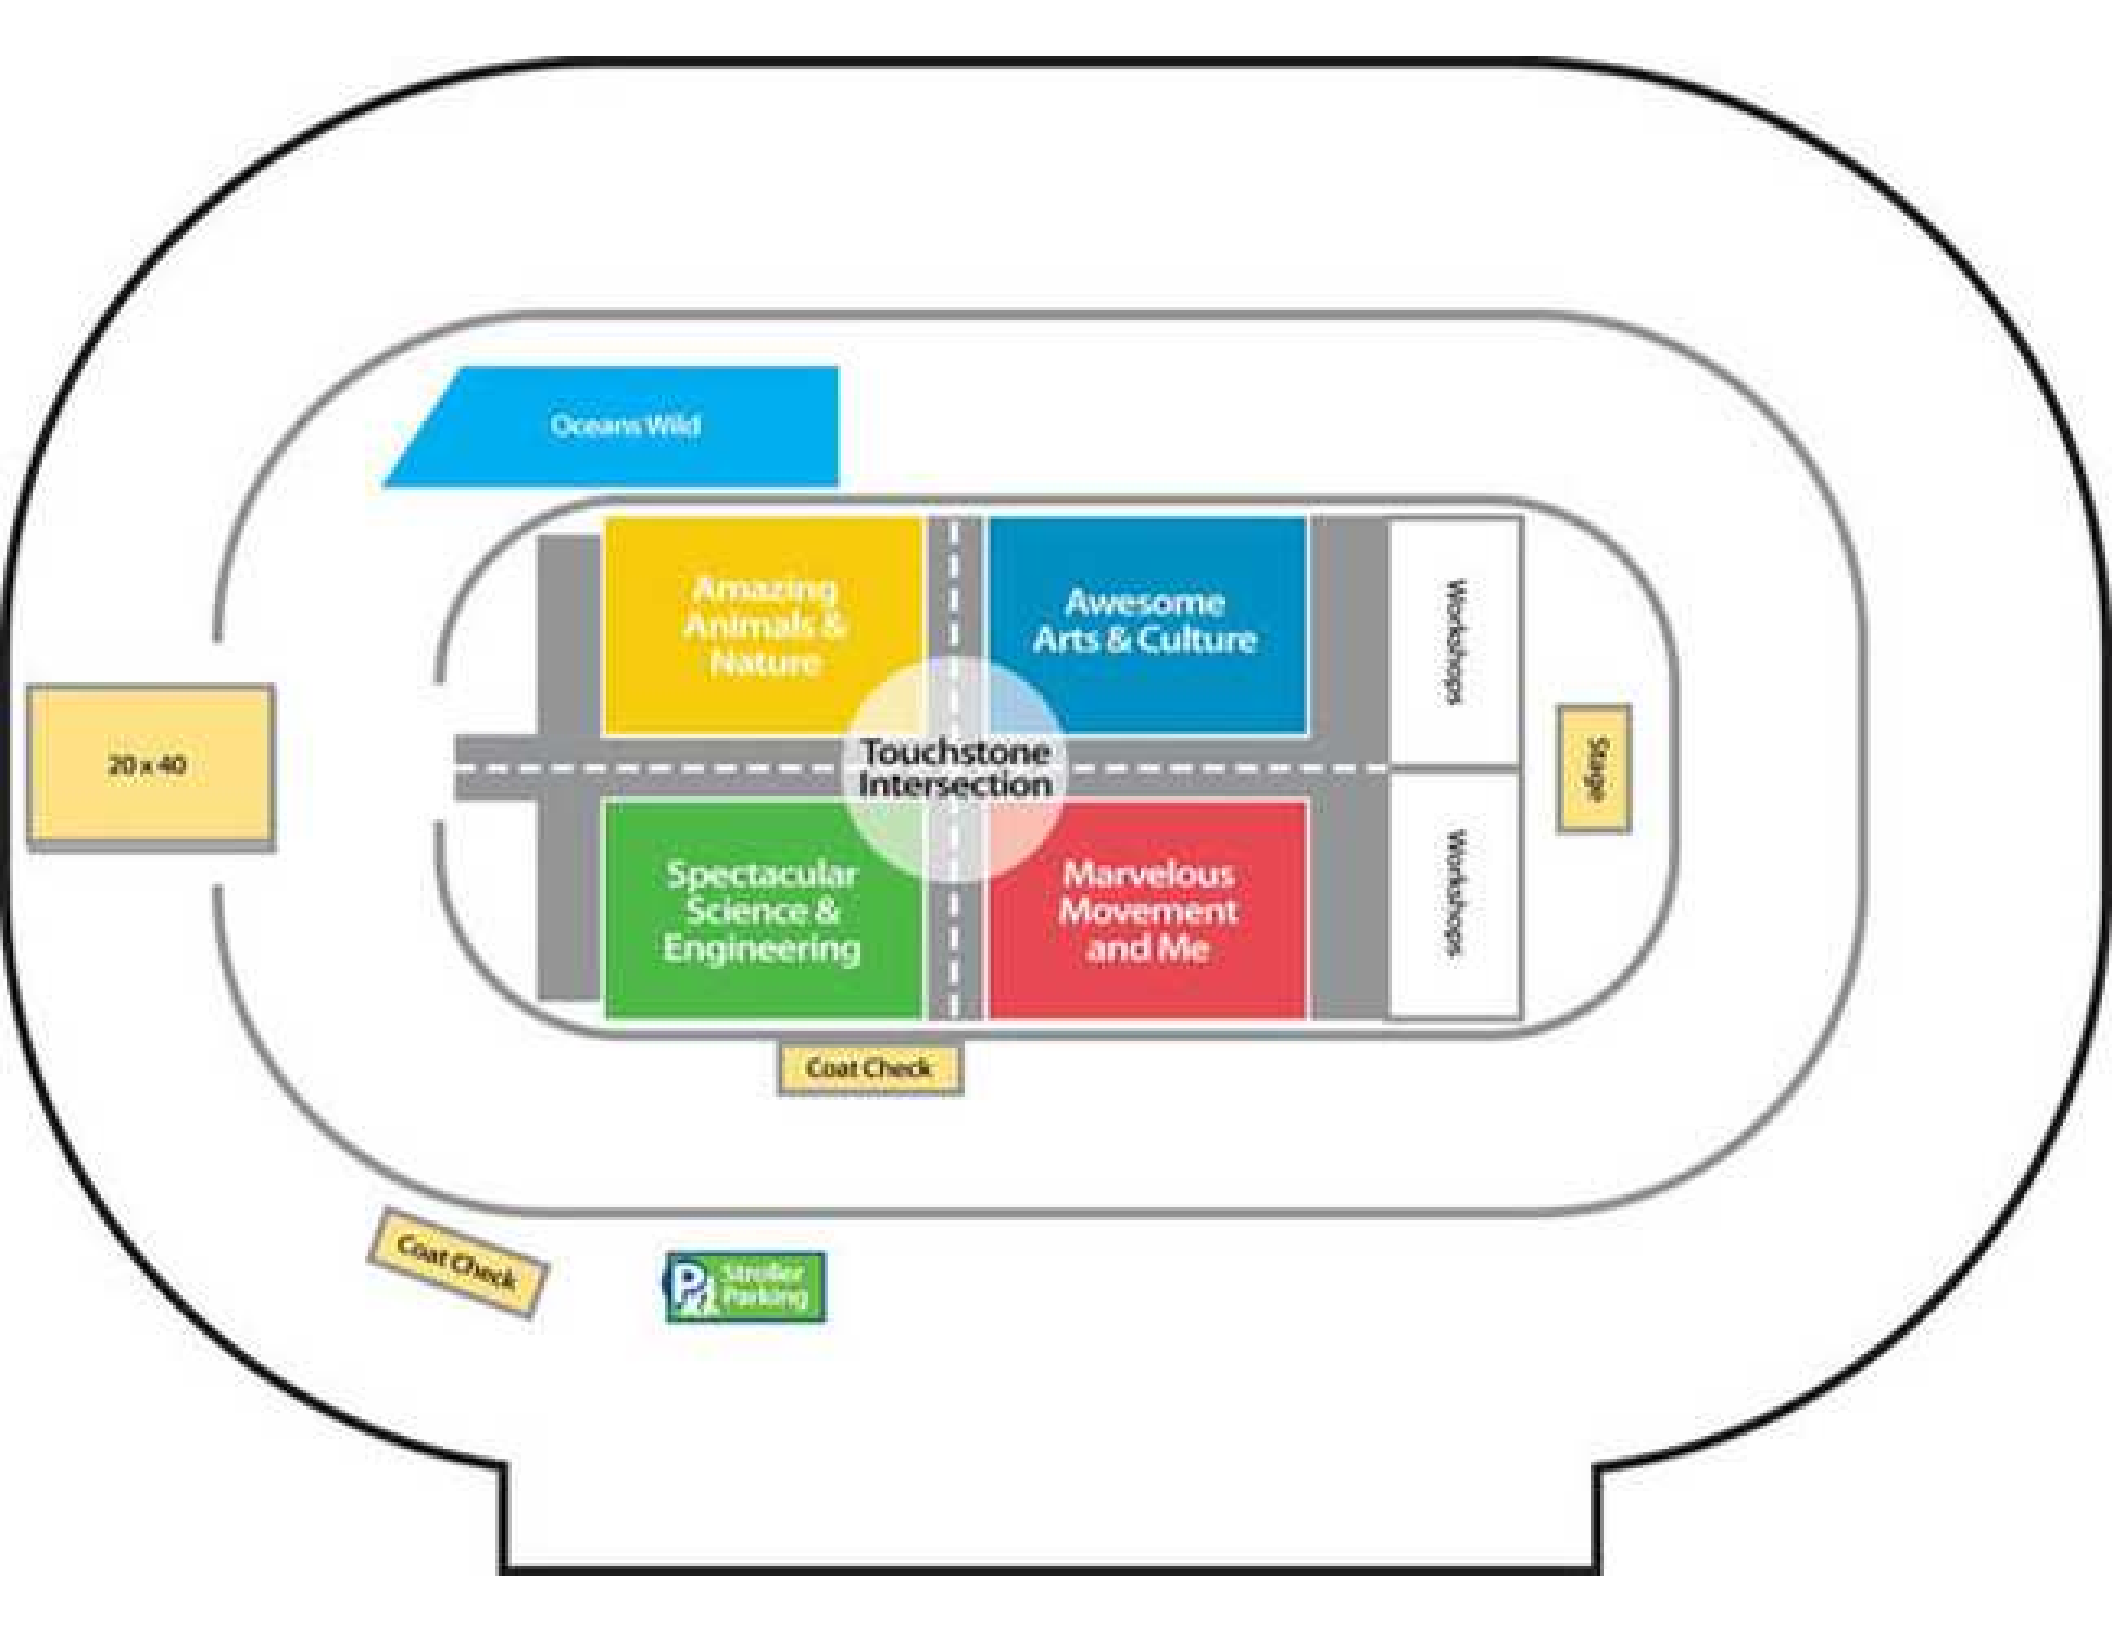 Oceans Wild
Amazing
Animals &
Nature
Awesome
Arts & Culture
Workshops
20 x 40
Touchstone
Intersection
Stage
Spectacular
Science &
Engineering
Marvelous
Movement
and Me
Workshops
Coat Check
Coat Check
P
Stroller
Parking